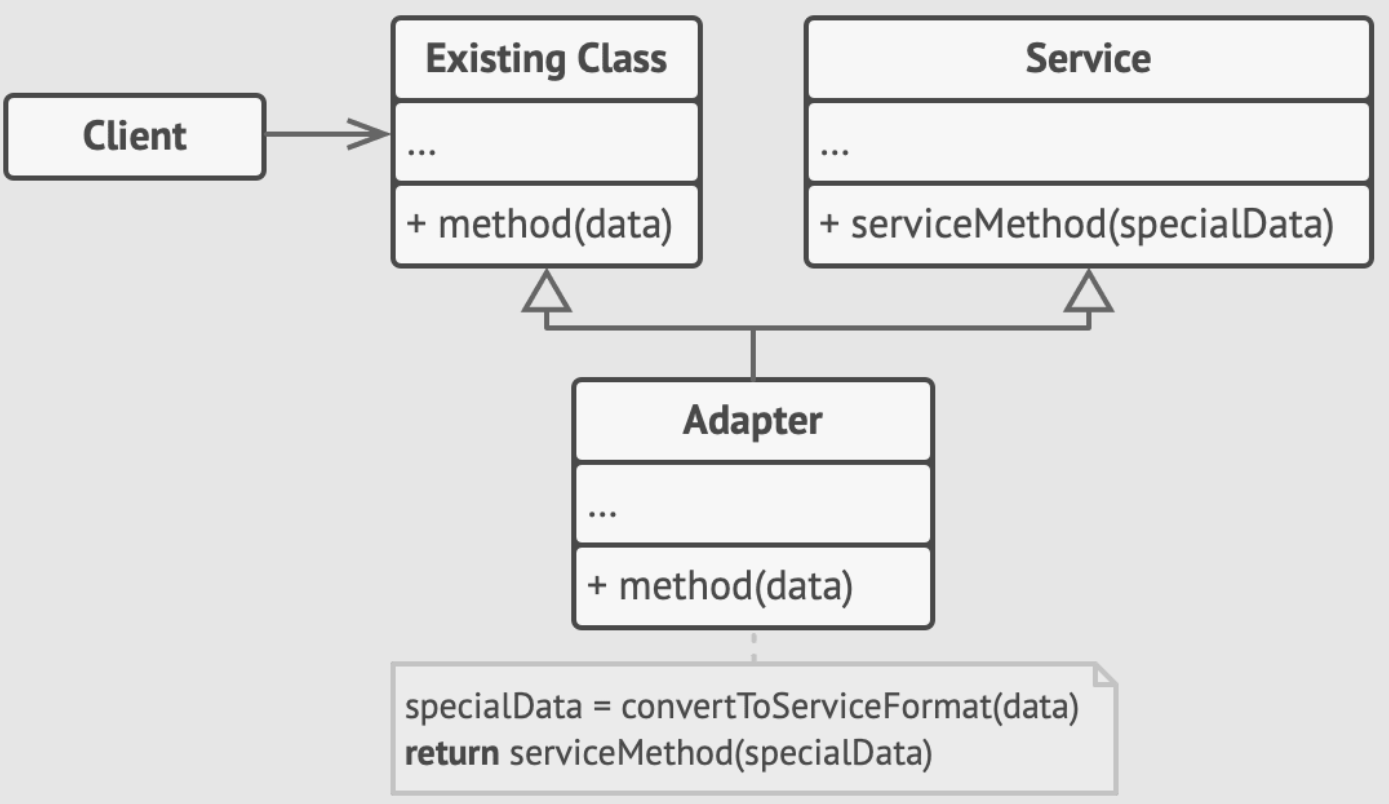 Client
Existing Class
...
+ method(data)
Service
...
+ serviceMethod(specialData)
Adapter
...
+ method(data)
specialData = convertToServiceFormat(data)
return serviceMethod(specialData)